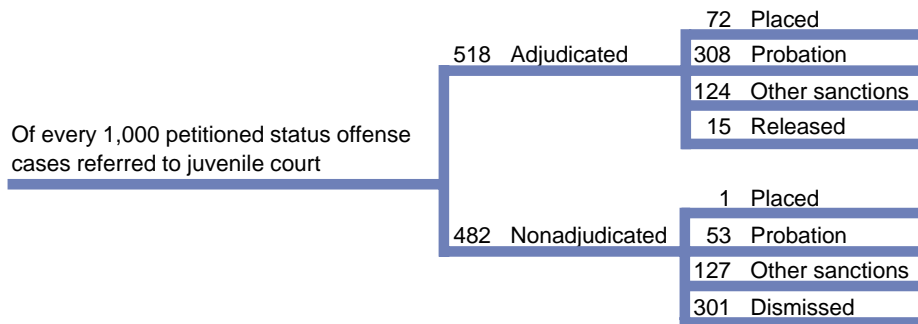 Of every 1,000 petitioned status offense
cases referred to juvenile court
518 Adjudicated
72 Placed
308 Probation
124 Other sanctions
15 Released
482 Nonadjudicated
1 Placed
53 Probation
127 Other sanctions
301 Dismissed